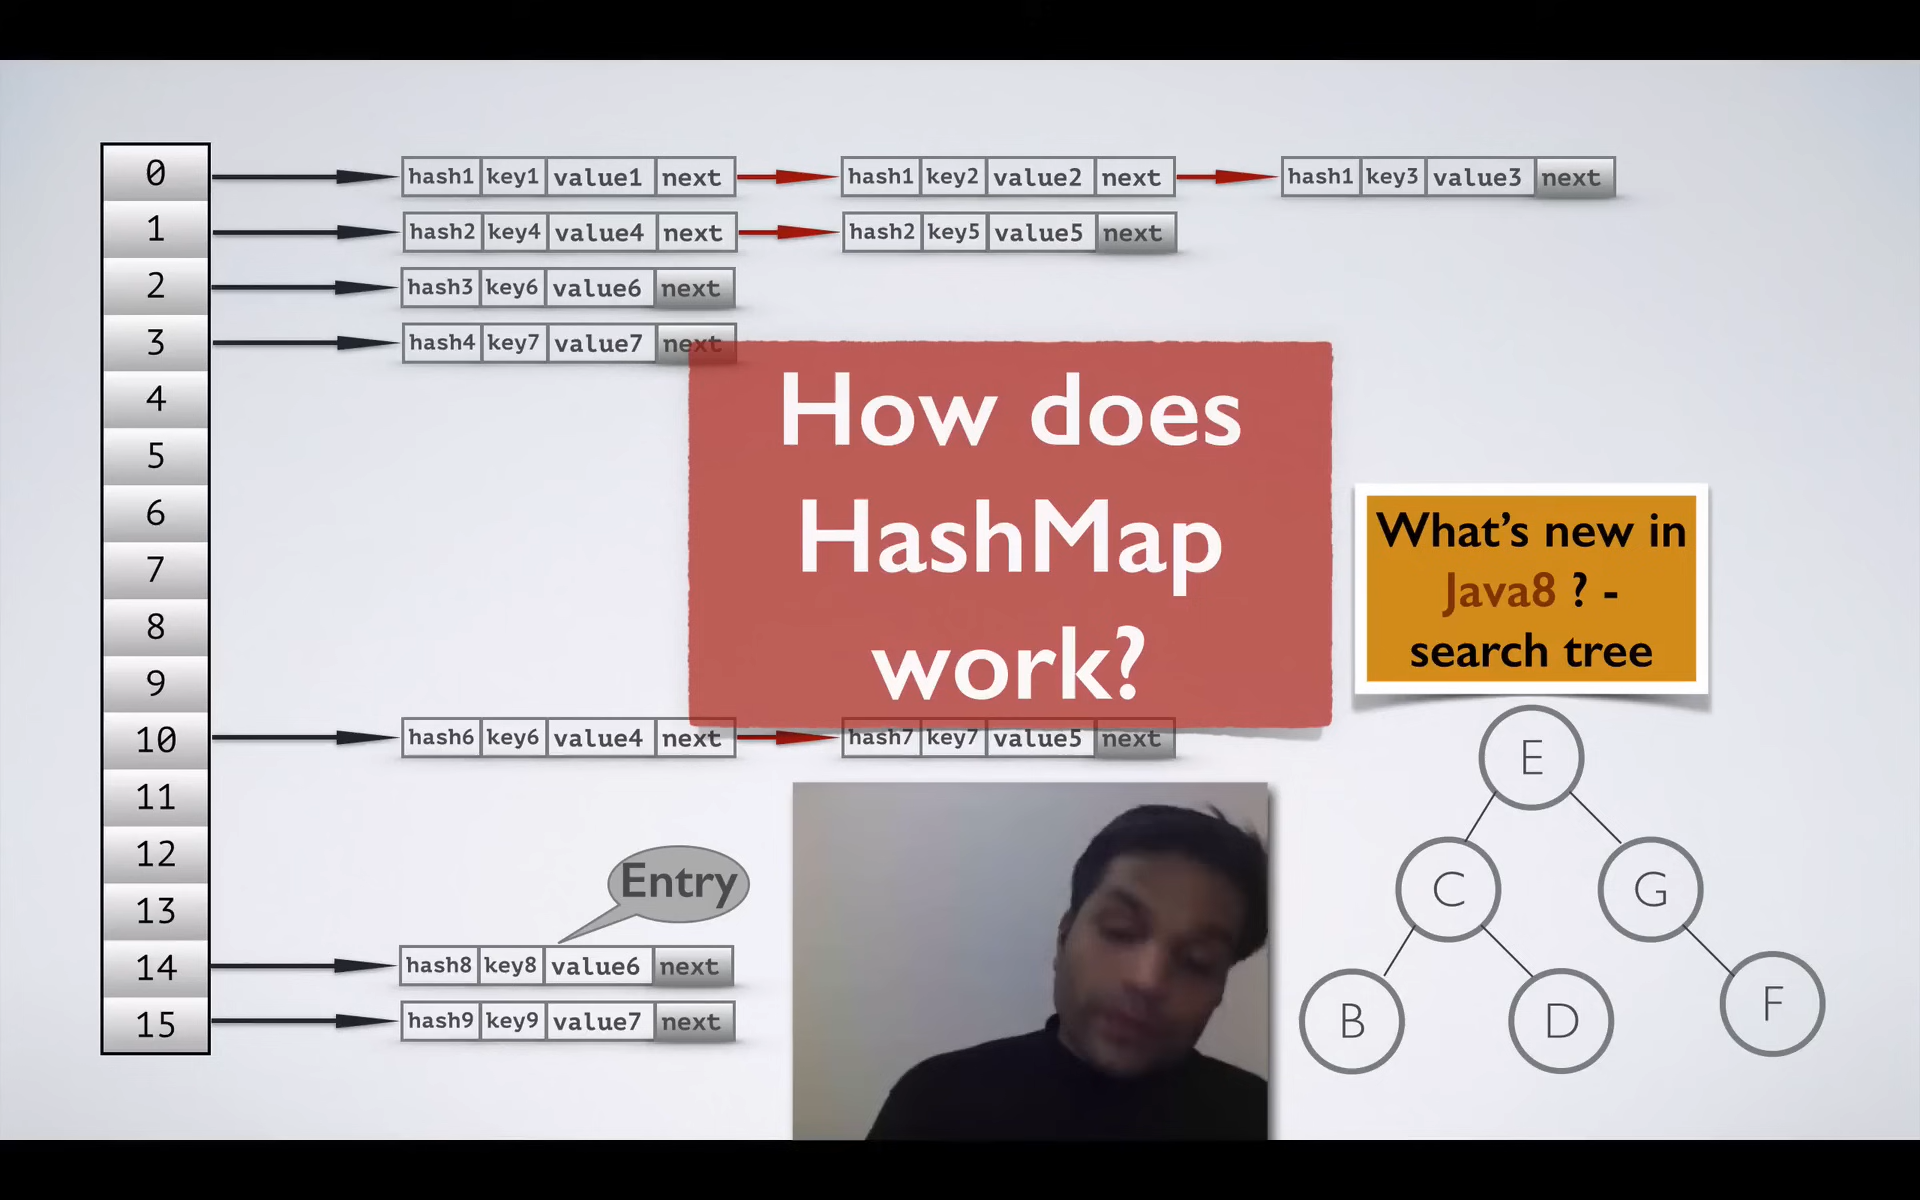 0
hash1 key1 value1 next
hash1 key2 value2 next
hash1 key3 value3 next
1
hash2 key4 value4 next
hash2 key5 value5 next
2
hash3 key6 value6 next
3
hash4 key7 value7 next
4
5
6
7
8
9
10
hash6 key6 value4 next
hash7 key7 value5 next
11
12
13
14
hash8 key8 value6 next
15
hash9 key9 value7 next
Entry
How does
HashMap
work?
What's new in
Java8 ? -
search tree
E
C
G
B
D
F